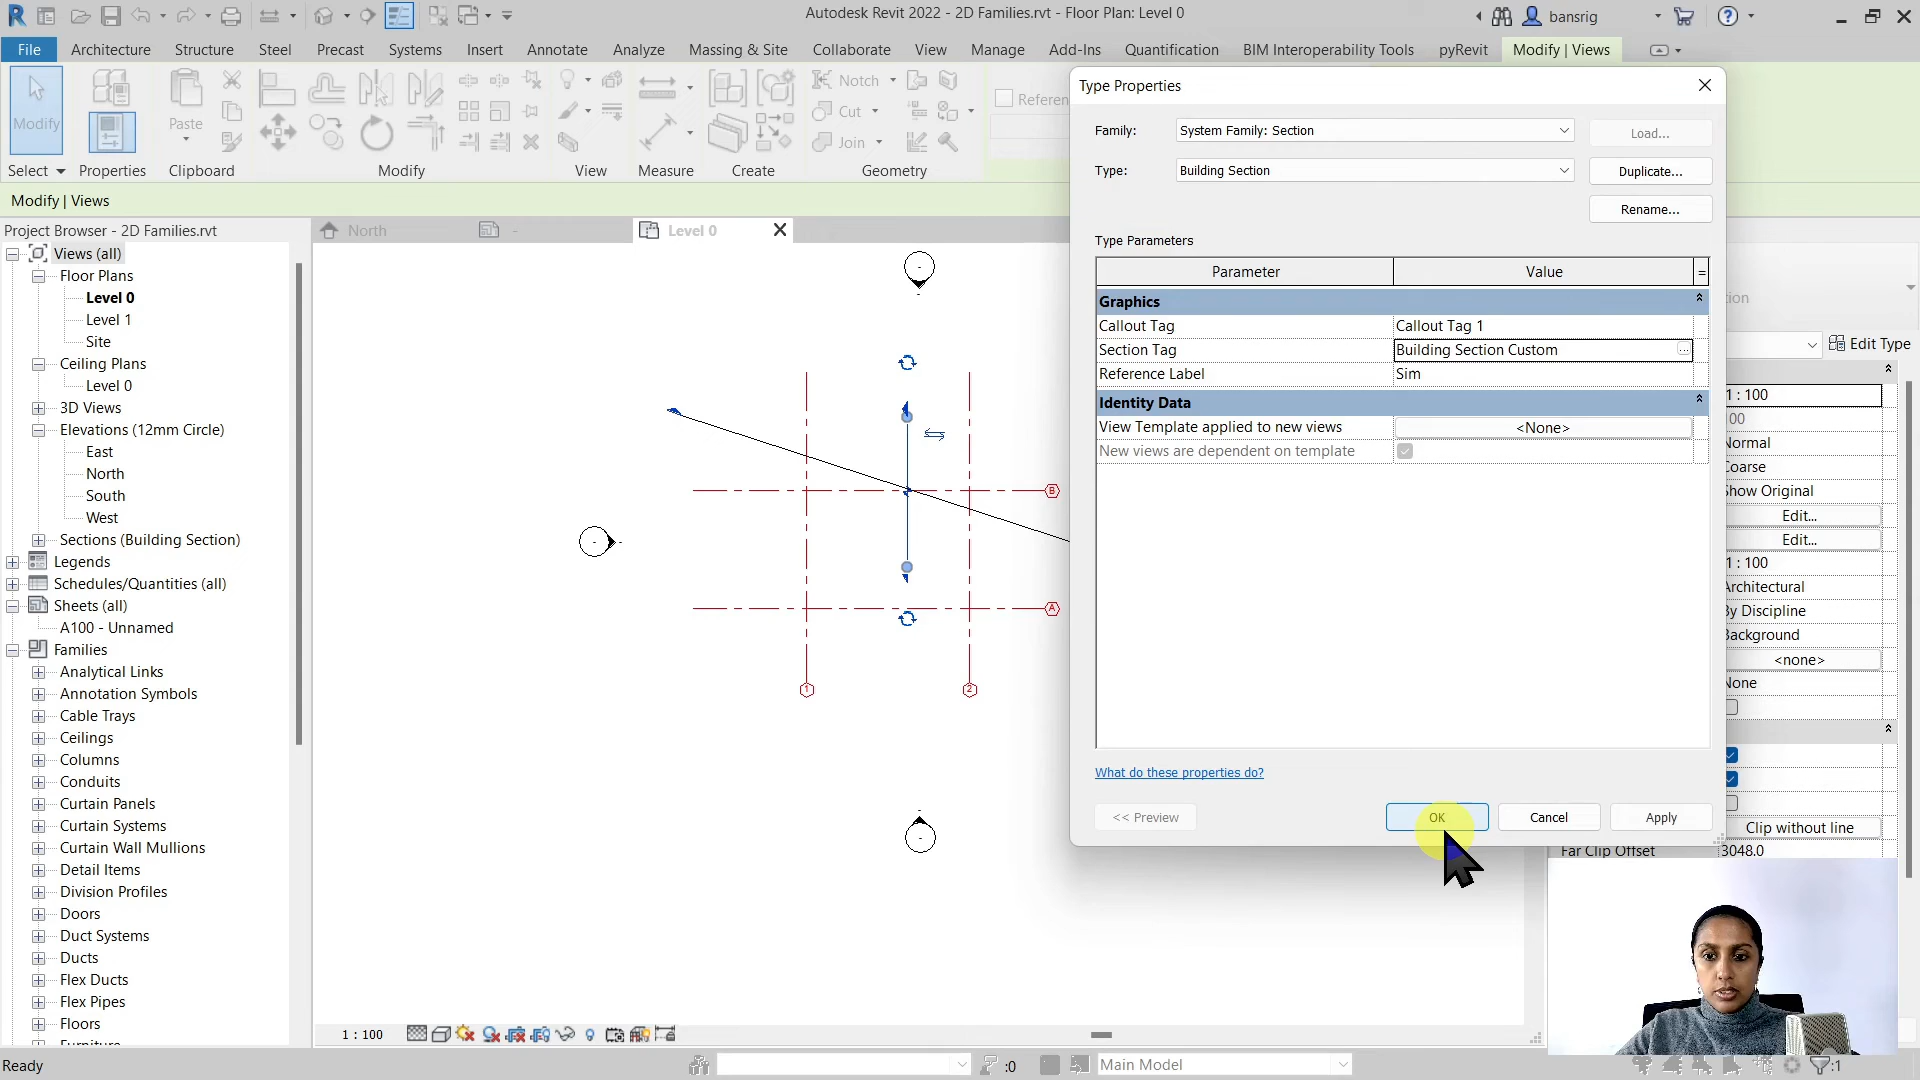 Autodesk Revit 2022 - 2D Families.rvt - Floor Plan: Level 0
bansrig
File Architecture Structure Steel Precast Systems Insert Annotate Analyze Massing & Site Collaborate View Manage Add-Ins Quantification BIM Interoperability Tools pyRevit Modify | Views
Modify
Paste
Notch
Cut
Join
Referen
Select Properties Clipboard Modify View Measure Create Geometry
Modify | Views
Project Browser - 2D Families.rvt
North
-
Level 0
Views (all)
Floor Plans
Level 0
Level 1
Site
Ceiling Plans
Level 0
3D Views
Elevations (12mm Circle)
East
North
South
West
Sections (Building Section)
Legends
Schedules/Quantities (all)
Sheets (all)
A100 - Unnamed
Families
Analytical Links
Annotation Symbols
Cable Trays
Ceilings
Columns
Conduits
Curtain Panels
Curtain Systems
Curtain Wall Mullions
Detail Items
Division Profiles
Doors
Duct Systems
Ducts
Flex Ducts
Flex Pipes
Floors
B
A
1
2
Type Properties
Family: System Family: Section Load...
Type: Building Section Duplicate...
Rename...
Type Parameters
Parameter Value =
Graphics
Callout Tag Callout Tag 1
Section Tag Building Section Custom
Reference Label Sim
Identity Data
View Template applied to new views <None>
New views are dependent on template
What do these properties do?
<< Preview OK Cancel Apply
Edit Type
1 : 100
00
Normal
Coarse
Show Original
Edit...
Edit...
1 : 100
Architectural
By Discipline
Background
<none>
None
Clip without line
Far Clip Offset 3048.0
1 : 100
Ready
:0
Main Model
:1